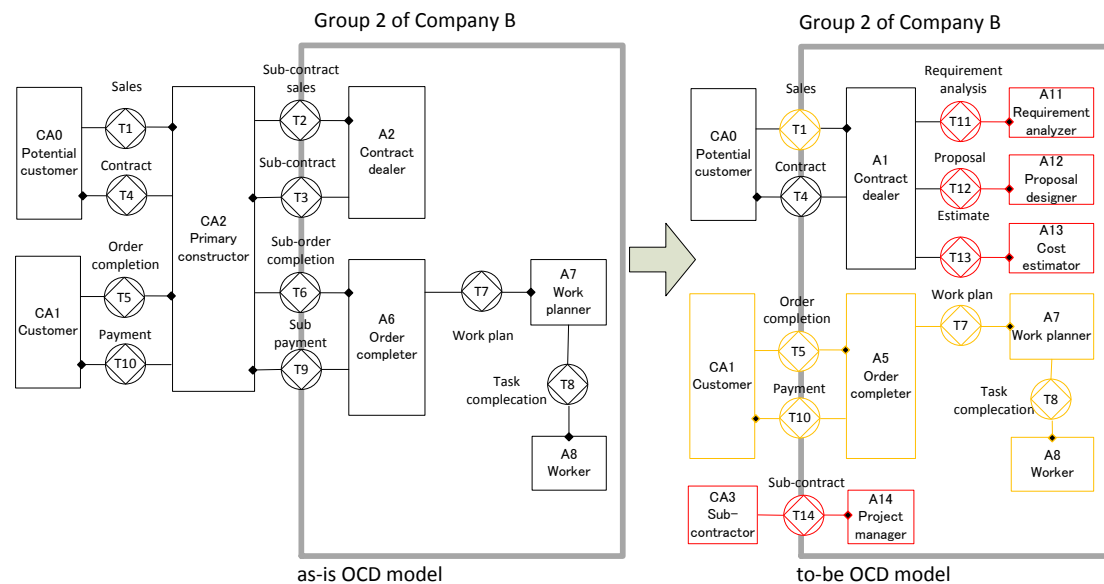 Group 2 of Company B
Sub-contract
sales
Sales
T1
T2
CA0
Potential
customer
A2
Contract
dealer
Contract
T4
Sub-contract
T3
CA2
Primary
constructor
Order
completion
T5
Sub-order
completion
T6
CA1
Customer
A6
Order
completer
T7
Work plan
A7
Work
planner
Payment
T10
Sub
payment
T9
Task
complecation
T8
A8
Worker
as-is OCD model
Group 2 of Company B
Sales
T1
Requirement
analysis
T11
A11
Requirement
analyzer
CA0
Potential
customer
Contract
T4
A1
Contract
dealer
Proposal
T12
A12
Proposal
designer
Estimate
T13
A13
Cost
estimator
Order
completion
T5
Work plan
T7
A7
Work planner
CA1
Customer
A5
Order
completer
Payment
T10
Task
complecation
T8
A8
Worker
Sub-contract
CA3
Sub-
contractor
T14
A14
Project
manager
to-be OCD model